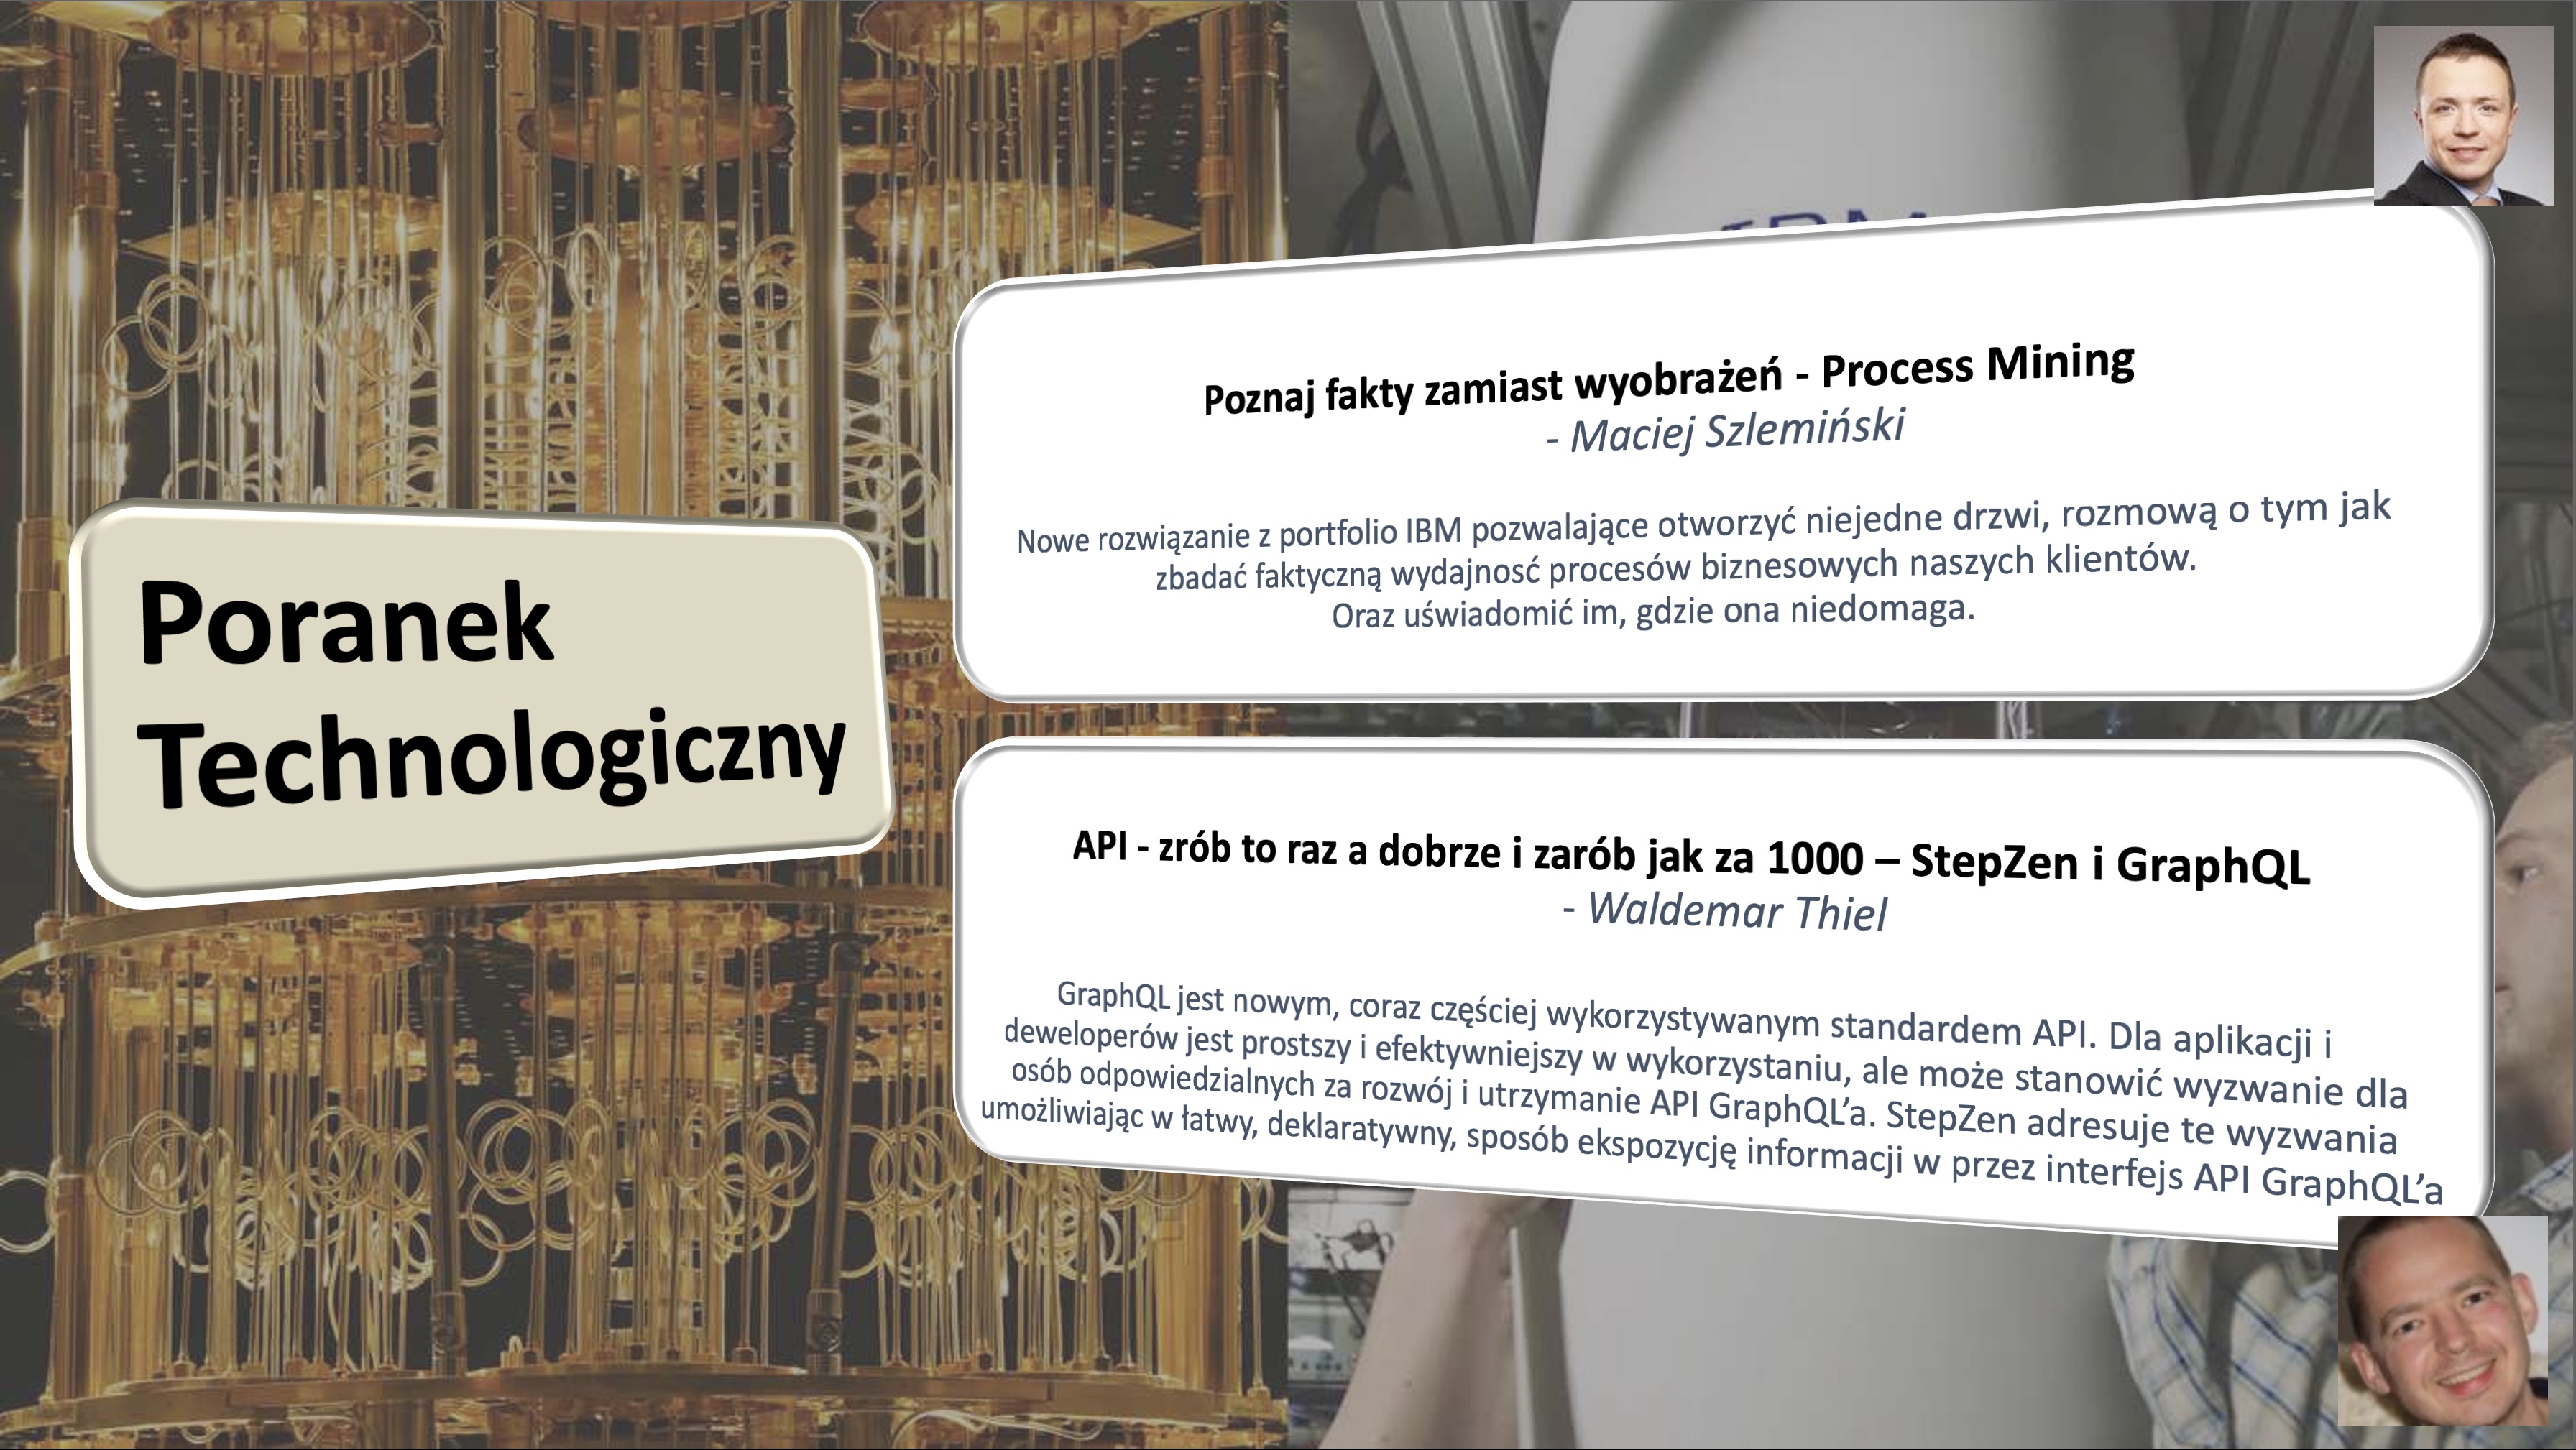 IBM
Poranek
Technologiczny
Poznaj fakty zamiast wyobrażeń - Process Mining
- Maciej Szlemiński
Nowe rozwiązanie z portfolio IBM pozwalające otworzyć niejedne drzwi, rozmową o tym jak
zbadać faktyczną wydajnosć procesów biznesowych naszych klientów.
Oraz uświadomić im, gdzie ona niedomaga.
API - zrób to raz a dobrze i zarób jak za 1000 – StepZen i GraphQL
- Waldemar Thiel
GraphQL jest nowym, coraz częściej wykorzystywanym standardem API. Dla aplikacji i
deweloperów jest prostszy i efektywniejszy w wykorzystaniu, ale może stanowić wyzwanie dla
osób odpowiedzialnych za rozwój i utrzymanie API GraphQL’a. StepZen adresuje te wyzwania
umożliwiając w łatwy, deklaratywny, sposób ekspozycję informacji w przez interfejs API GraphQL’a